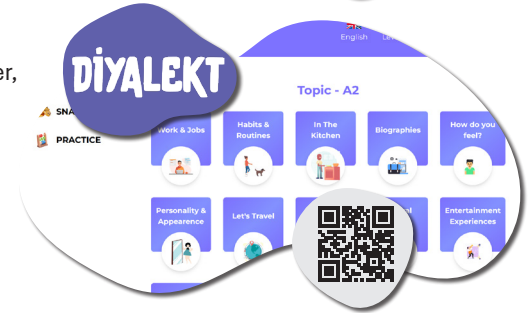 er,
DİYALEKT
English
Topic - A2
SNA
PRACTICE
Work & Jobs
Habits &
Routines
In The
Kitchen
Biographies
How do you
feel?
Personality &
Appearence
Let's Travel
Entertainment
Experiences